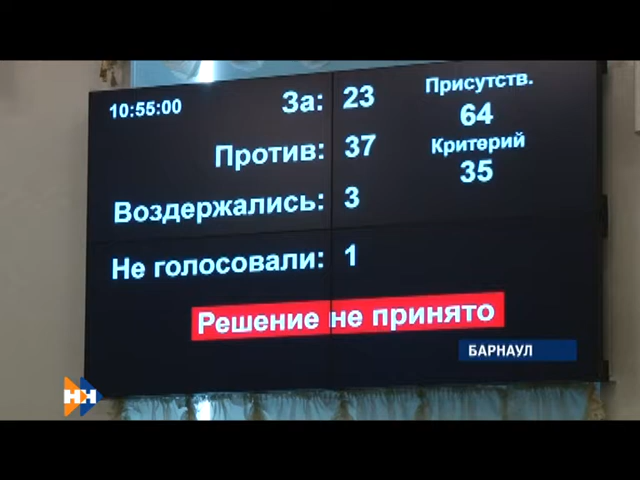 10:55:00
За: 23
Против: 37
Воздержались: 3
Не голосовали: 1
Присутств.
64
Критерий
35
Решение не принято
БАРНАУЛ
НН